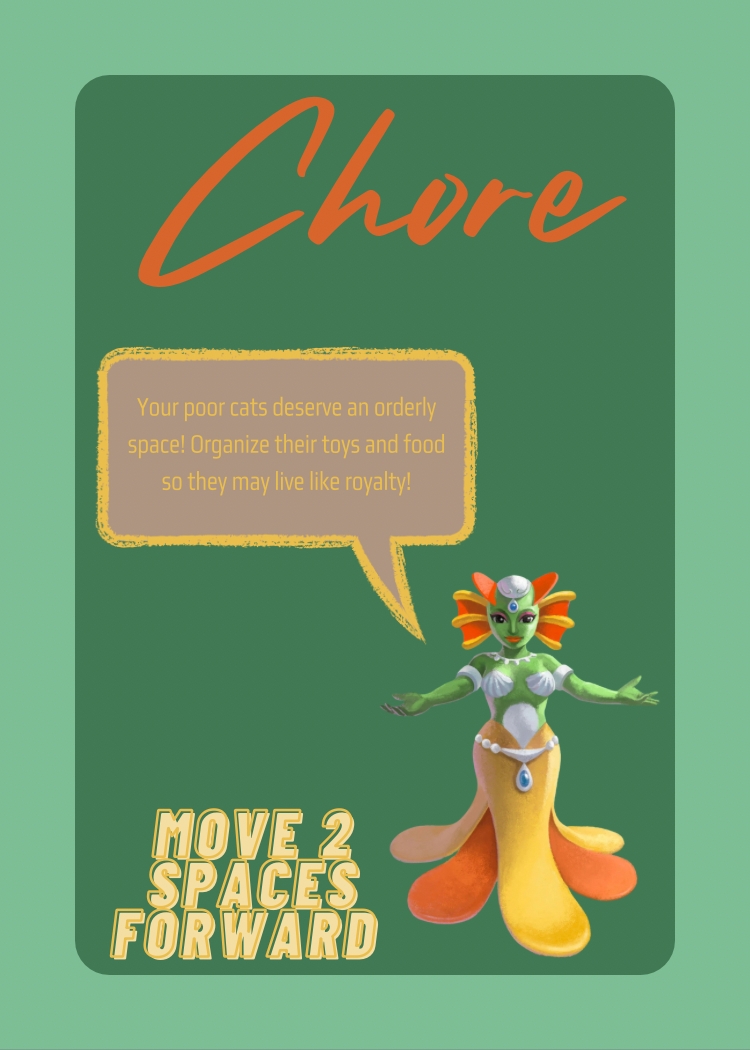 Chore
Your poor cats deserve an orderly
space! Organize their toys and food
so they may live like royalty!
MOVE 2
SPACES
FORWARD